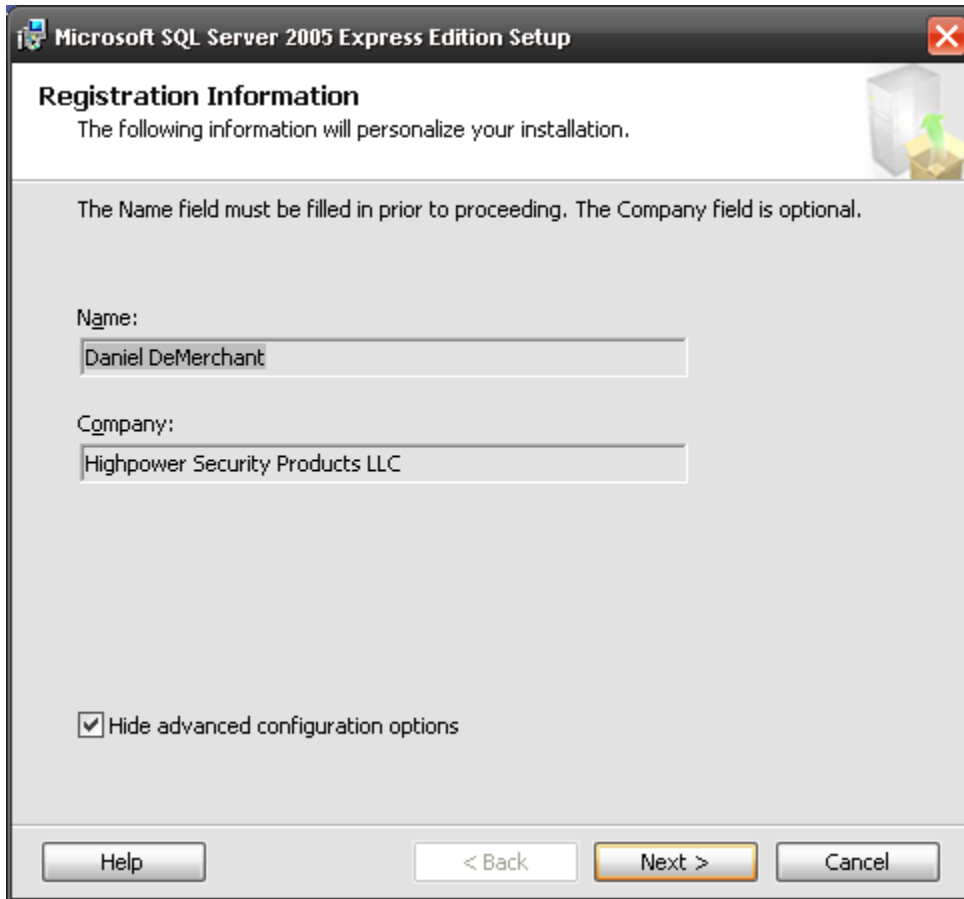 Microsoft SQL Server 2005 Express Edition Setup
Registration Information
The following information will personalize your installation.
The Name field must be filled in prior to proceeding. The Company field is optional.
Name:
Daniel DeMerchant
Company:
Highpower Security Products LLC
Hide advanced configuration options
Help
< Back
Next >
Cancel